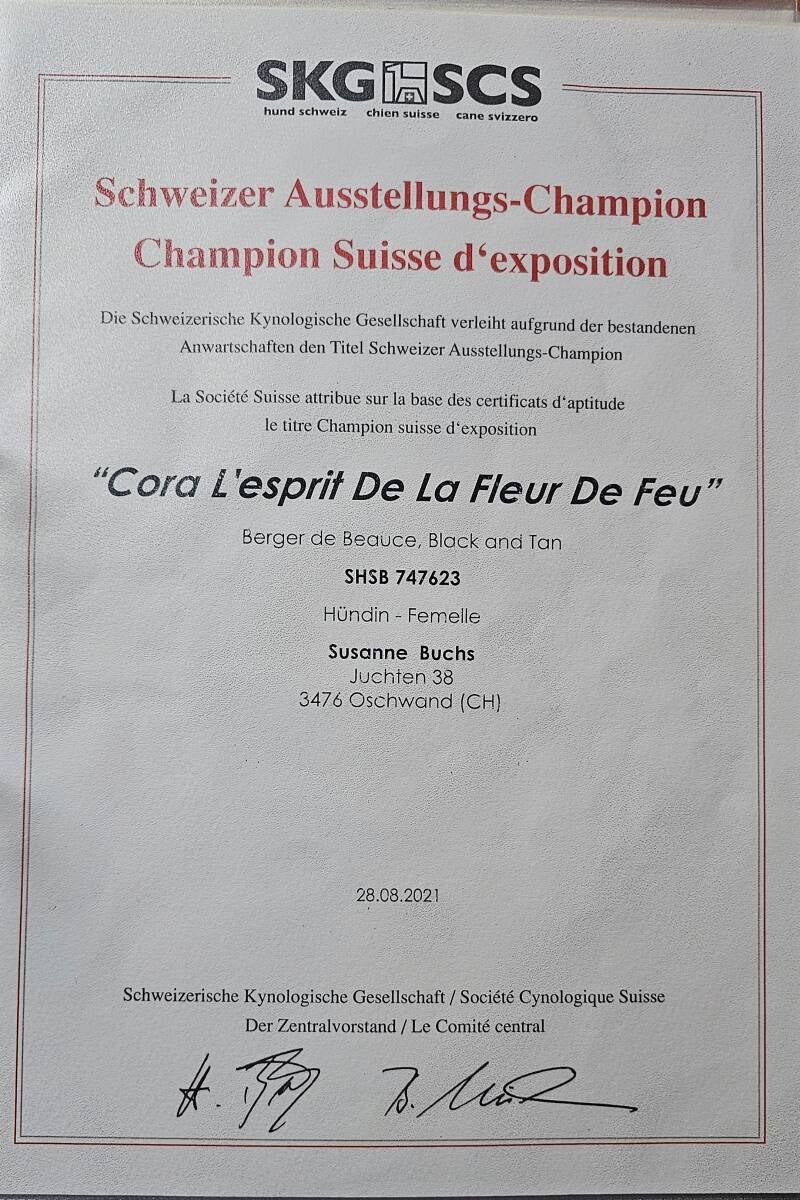 SKG SCS
hund schweiz chien suisse cane svizzero
Schweizer Ausstellungs-Champion
Champion Suisse d‘exposition
Die Schweizerische Kynologische Gesellschaft verleiht aufgrund der bestandenen
Anwartschaften den Titel Schweizer Ausstellungs-Champion
La Société Suisse attribue sur la base des certificats d‘aptitude
le titre Champion suisse d‘exposition
“Cora L'esprit De La Fleur De Feu”
Berger de Beauce, Black and Tan
SHSB 747623
Hündin - Femelle
Susanne Buchs
Juchten 38
3476 Oschwand (CH)
28.08.2021
Schweizerische Kynologische Gesellschaft / Société Cynologique Suisse
Der Zentralvorstand / Le Comité central